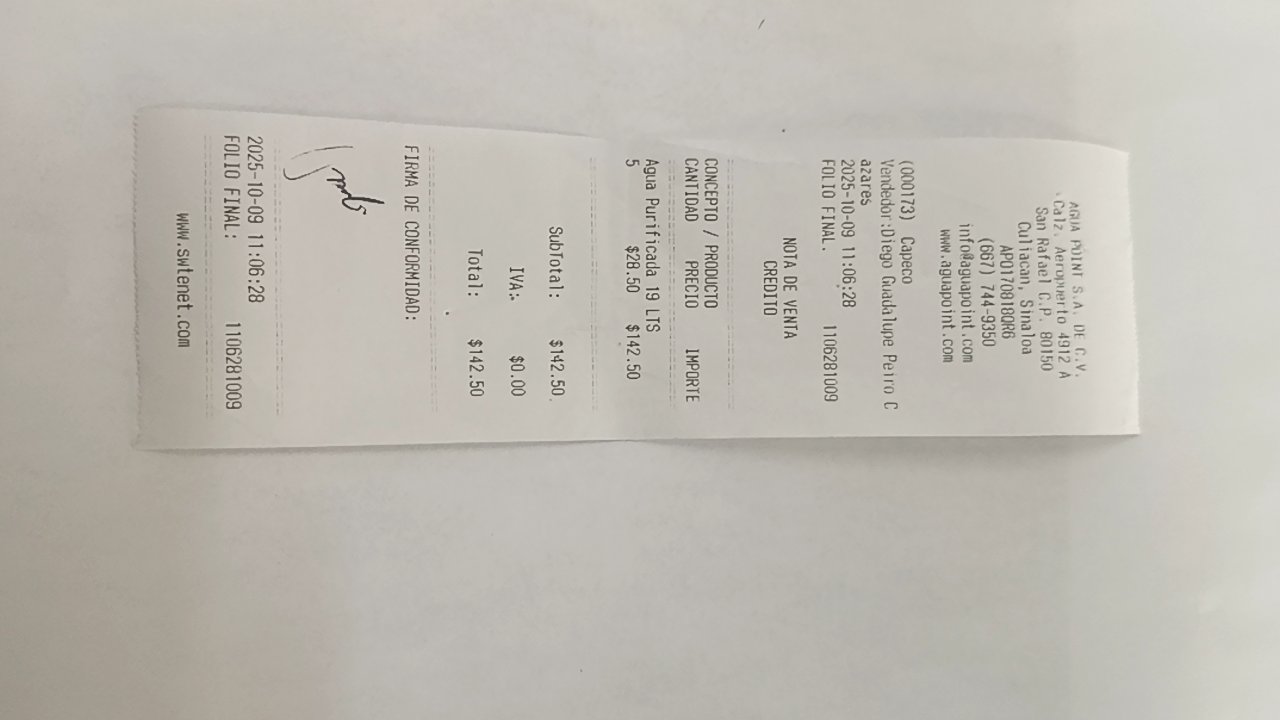 AGUA POINT S.A. DE C.V.
Calz. Aeropuerto 4912 A
San Rafael C.P. 80150
Culiacan, Sinaloa
APO170818QR6
(667) 744-9350
info@aguapoint.com
www.aguapoint.com
(000173) Capeco
Vendedor:Diego Guadalupe Peiro C
azares
2025-10-09 11:06:28
FOLIO FINAL. 1106281009
NOTA DE VENTA
CREDITO
CONCEPTO / PRODUCTO
CANTIDAD PRECIO IMPORTE
Agua Purificada 19 LTS
5 $28.50 $142.50
SubTotal: $142.50
IVA: $0.00
Total: $142.50
FIRMA DE CONFORMIDAD:
2025-10-09 11:06:28
FOLIO FINAL: 1106281009
www.swtenet.com